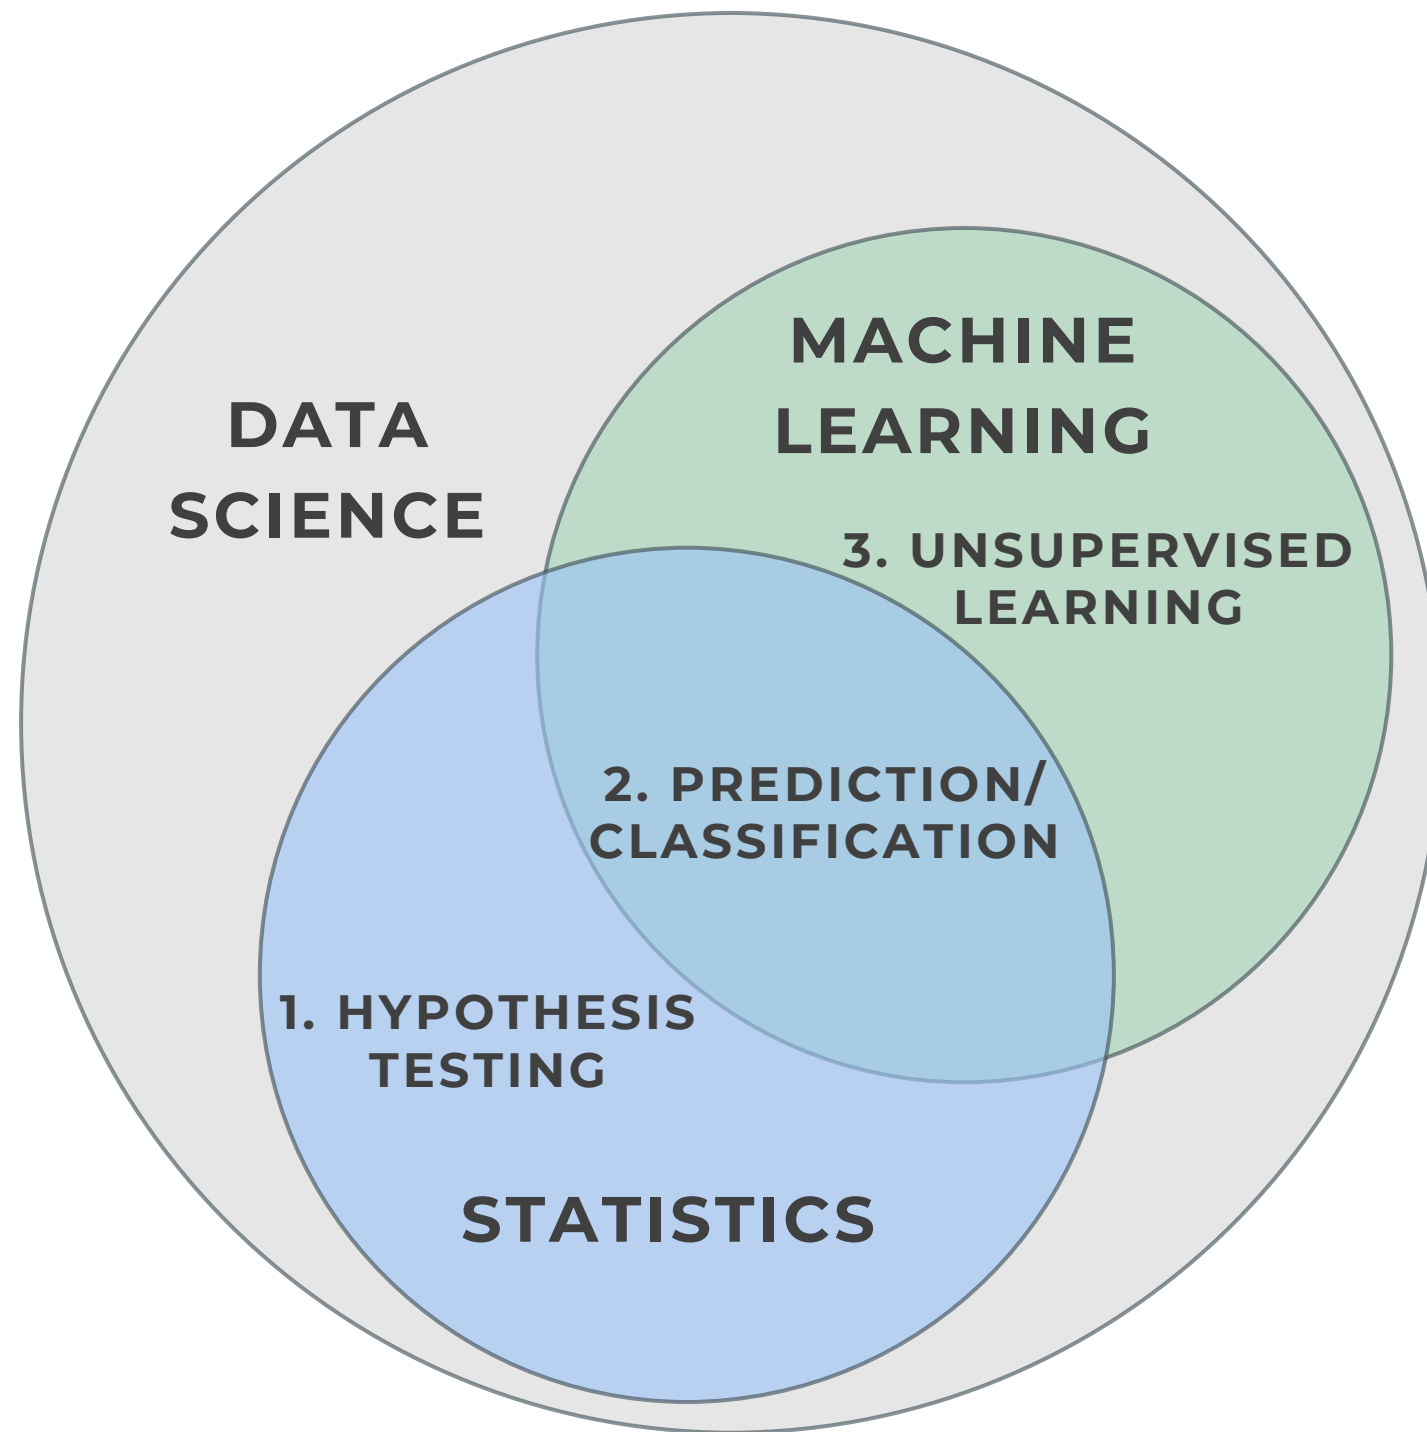 DATA
SCIENCE
MACHINE
LEARNING
3. UNSUPERVISED
LEARNING
2. PREDICTION/
CLASSIFICATION
1. HYPOTHESIS
TESTING
STATISTICS